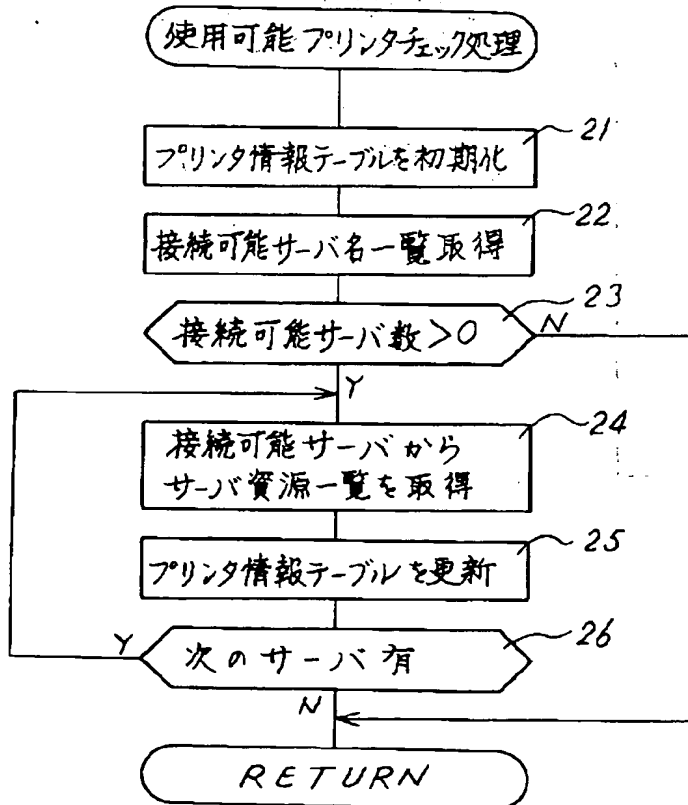 使用可能プリンタチェック処理
21
プリンタ情報テーブルを初期化
22
接続可能サーバ名一覧取得
23
接続可能サーバ数>0
N
Y
24
接続可能サーバから
サーバ資源一覧を取得
25
プリンタ情報テーブルを更新
26
Y
次のサーバ有
N
RETURN